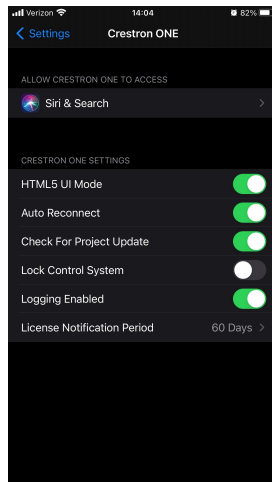 Verizon 14:04 82%
Settings Crestron ONE
ALLOW CRESTRON ONE TO ACCESS
Siri & Search
CRESTRON ONE SETTINGS
HTML5 UI Mode
Auto Reconnect
Check For Project Update
Lock Control System
Logging Enabled
License Notification Period 60 Days